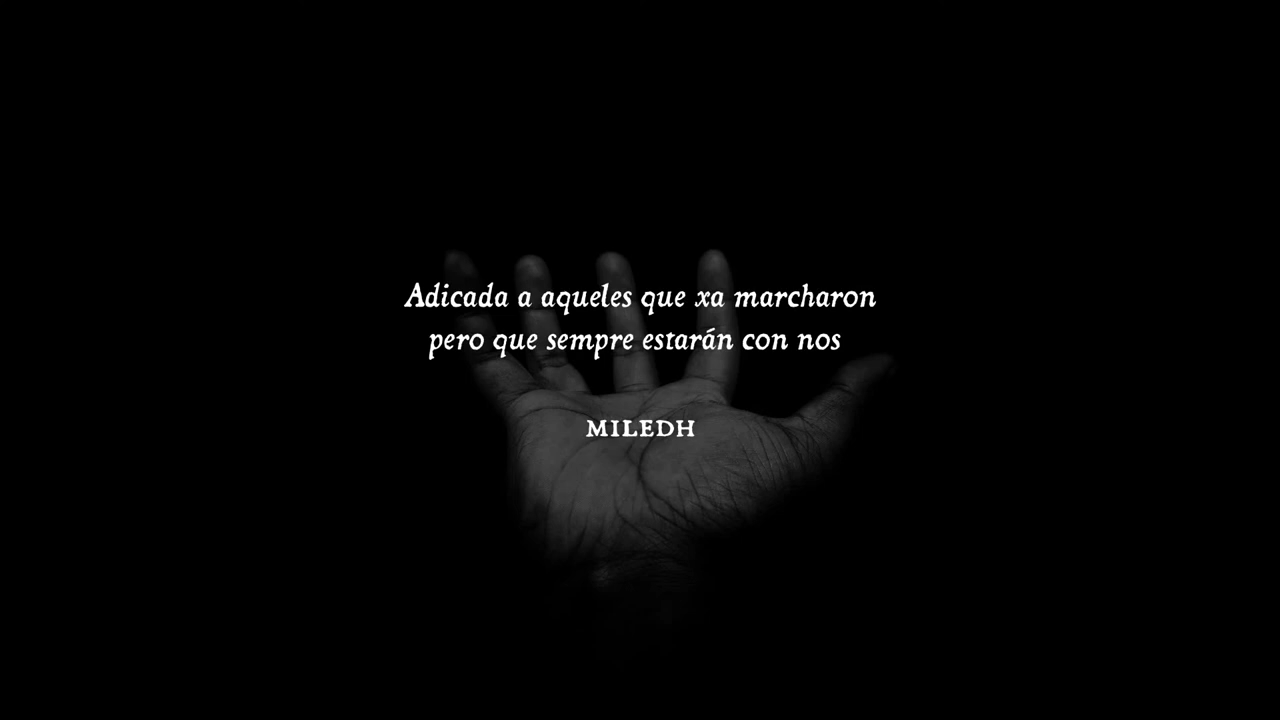 Adicada a aqueles que xa marcharon
pero que sempre estarán con nos
MILEDH